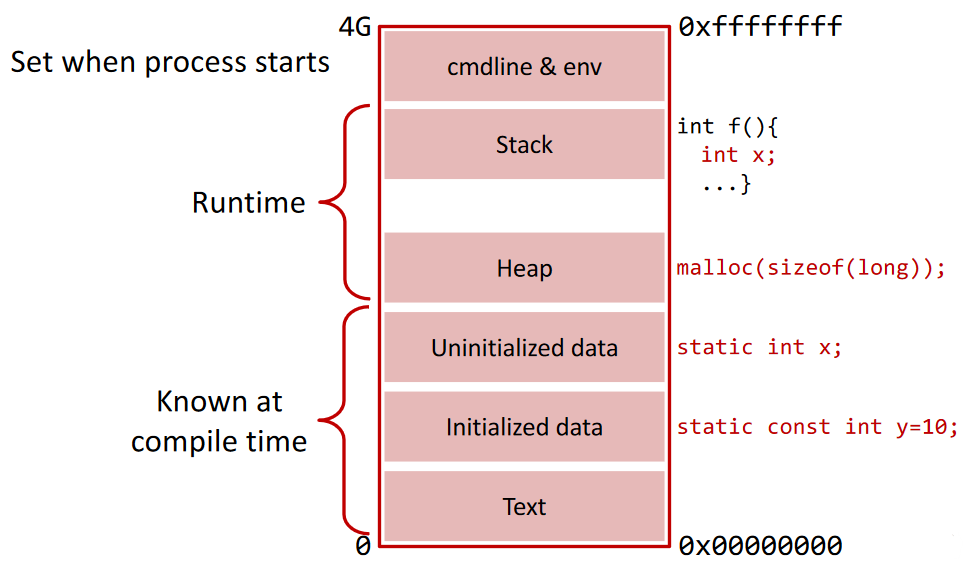 4G
0xffffffff
Set when process starts
cmdline & env
Stack
int f(){
int x;
...}
Runtime
Heap
malloc(sizeof(long));
Uninitialized data
static int x;
Known at
compile time
Initialized data
static const int y=10;
Text
0
0x00000000